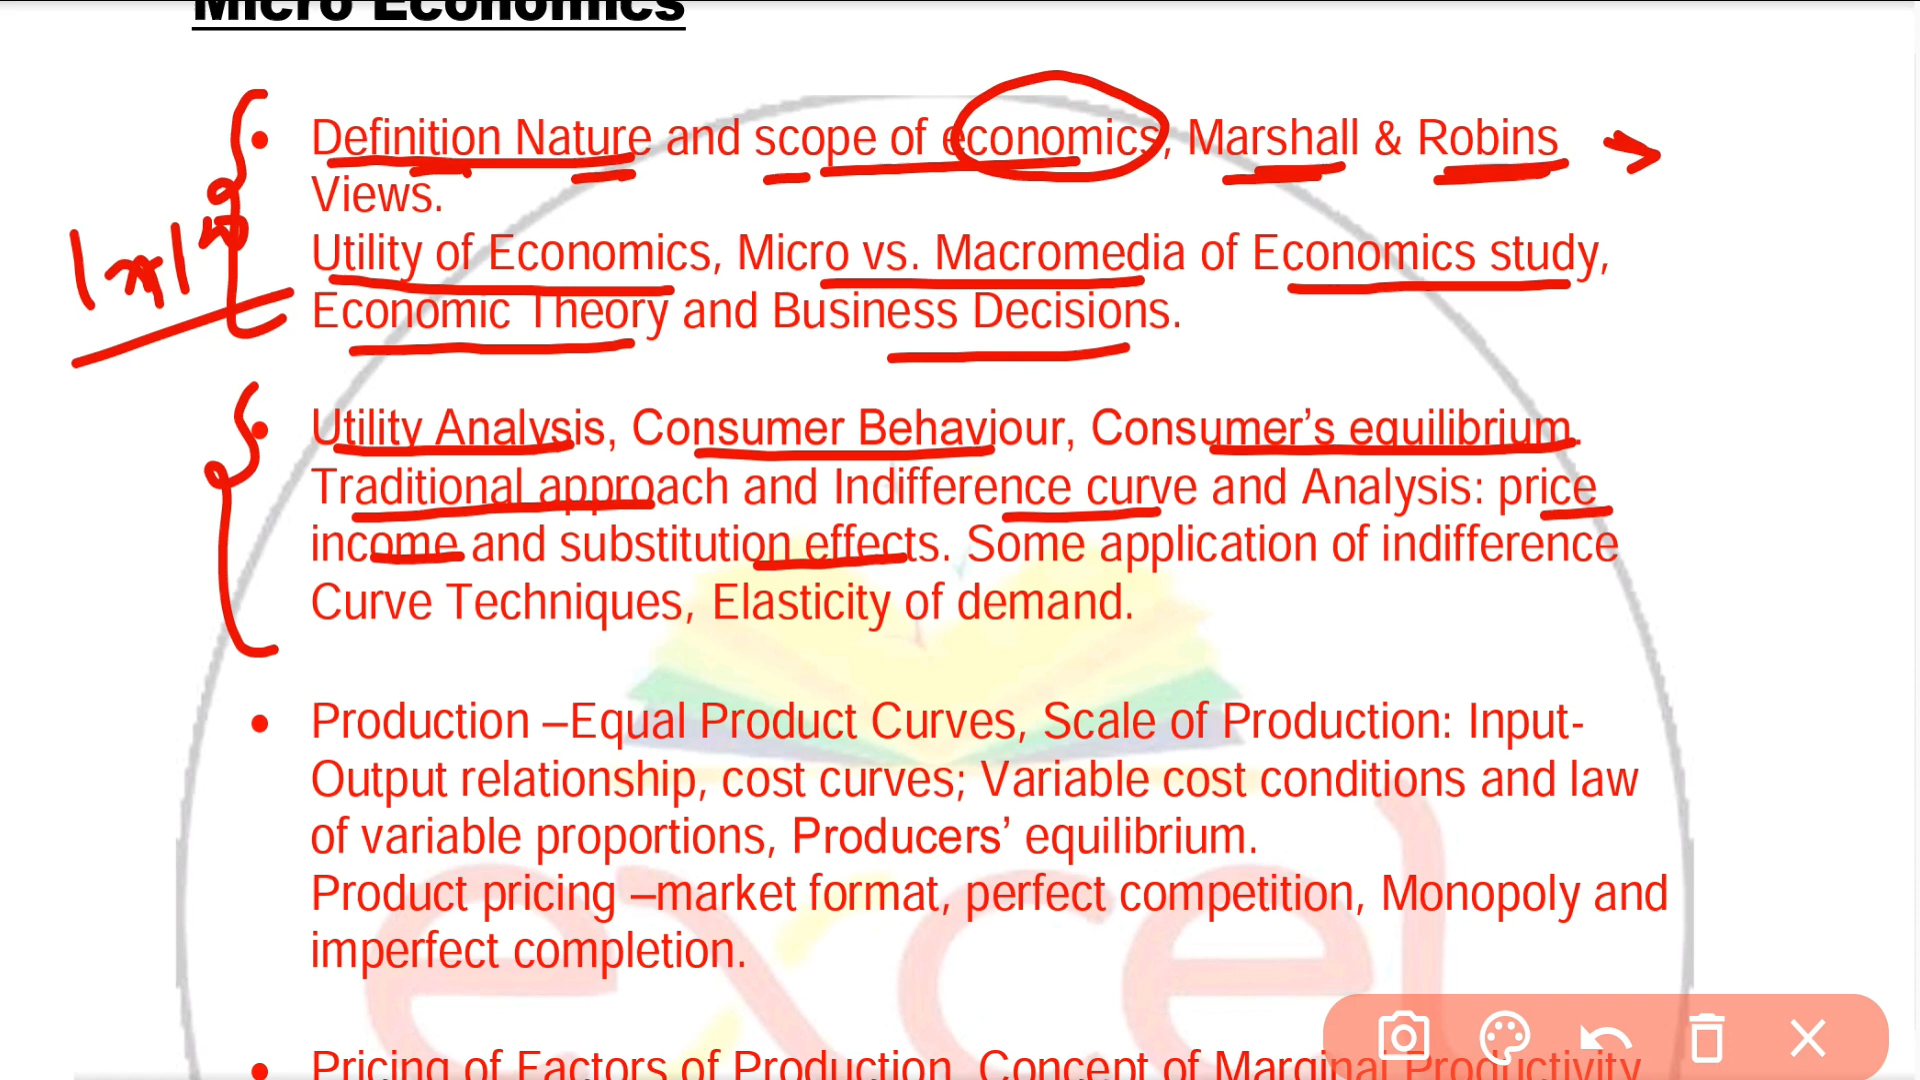 Micro Economics
• Definition Nature and scope of economics, Marshall & Robins
Views.
Utility of Economics, Micro vs. Macromedia of Economics study,
Economic Theory and Business Decisions.
• Utility Analysis, Consumer Behaviour, Consumer’s equilibrium.
Traditional approach and Indifference curve and Analysis: price
income and substitution effects. Some application of indifference
Curve Techniques, Elasticity of demand.
• Production –Equal Product Curves, Scale of Production: Input-
Output relationship, cost curves; Variable cost conditions and law
of variable proportions, Producers’ equilibrium.
Product pricing –market format, perfect competition, Monopoly and
imperfect completion.
• Pricing of Factors of Production, Concept of Marginal Productivity
excel